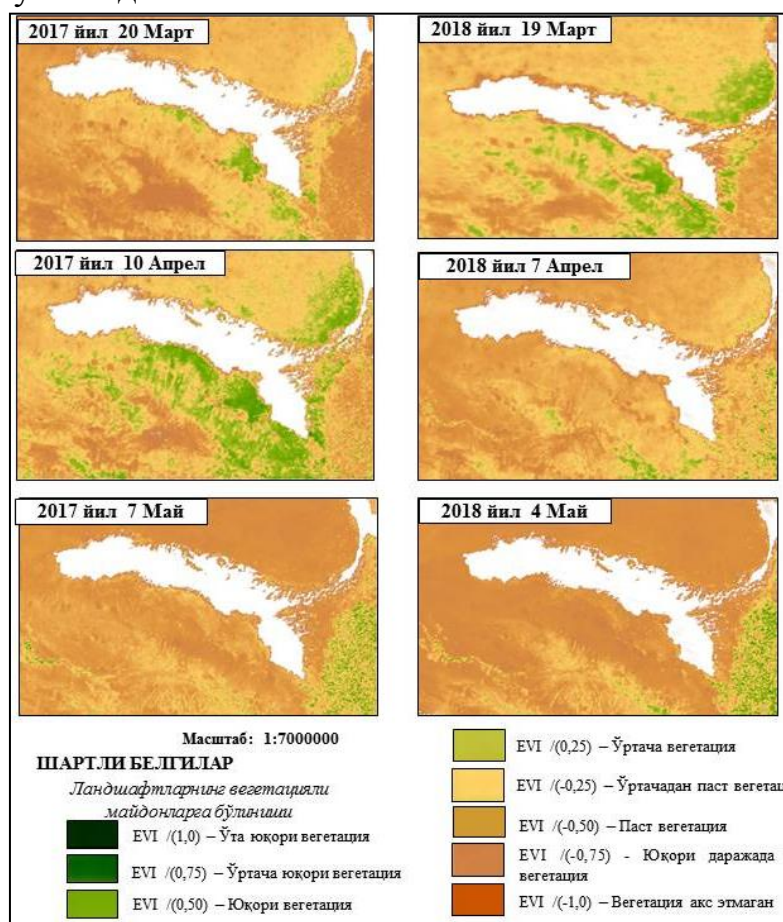 2017 йил 20 Март
2018 йил 19 Март
2017 йил 10 Апрел
2018 йил 7 Апрел
2017 йил 7 Май
2018 йил 4 Май
Масштаб: 1:7000000
ШАРТЛИ БЕЛГИЛАР
Ландшафтларнинг вегетацияли
майдонларга бўлиниши
EVI /(1,0) – Ўта юқори вегетация
EVI /(0,75) – Ўртача юқори вегетация
EVI /(0,50) – Юқори вегетация
EVI /(0,25) – Ўртача вегетация
EVI /(-0,25) – Ўртачадан паст
EVI /(-0,50) – Паст вегетация
EVI /(-0,75) - Юқори даражада
вегетация
EVI /(-1,0) – Вегетация акс этмаган